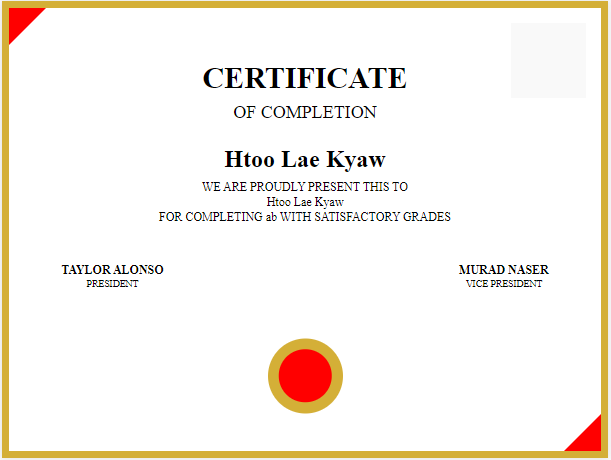 CERTIFICATE
OF COMPLETION
Htoo Lae Kyaw
WE ARE PROUDLY PRESENT THIS TO
Htoo Lae Kyaw
FOR COMPLETING ab WITH SATISFACTORY GRADES
TAYLOR ALONSO
PRESIDENT
MURAD NASER
VICE PRESIDENT